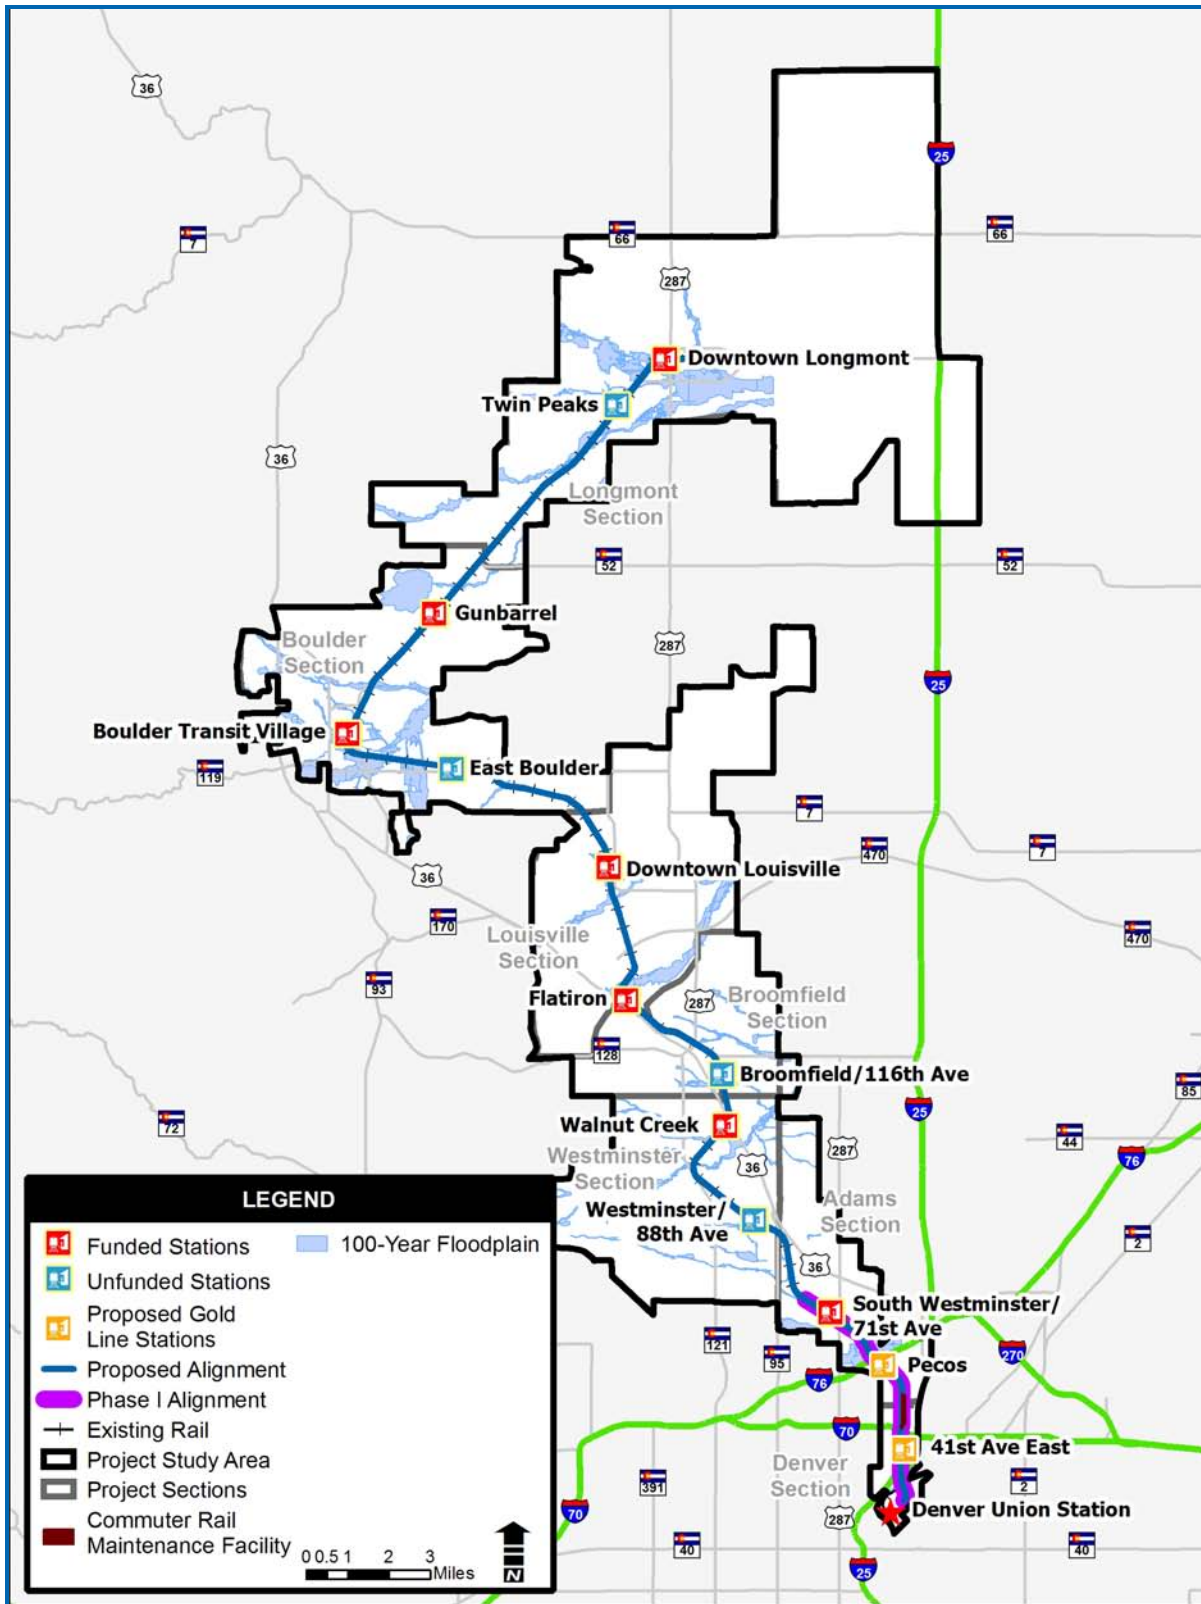 36
25
7
66
66
287
Downtown Longmont
Twin Peaks
36
Longmont
Section
52
52
Gunbarrel
Boulder
Section
287
25
Boulder Transit Village
East Boulder
119
7
470
7
Downtown Louisville
36
170
470
Louisville
Section
93
Flatiron
287
Broomfield
Section
128
Broomfield/116th Ave
85
25
72
Walnut Creek
44
287
76
Westminster
Section
36
Adams
Section
Westminster/
88th Ave
2
36
South Westminster/
71st Ave
121
95
270
Pecos
76
70
41st Ave East
Denver
Section
391
2
70
287
Denver Union Station
40
40
25
LEGEND
Funded Stations
100-Year Floodplain
Unfunded Stations
Proposed Gold
Line Stations
Proposed Alignment
Phase I Alignment
Existing Rail
Project Study Area
Project Sections
Commuter Rail
Maintenance Facility
0 0.5 1 2 3
Miles
N